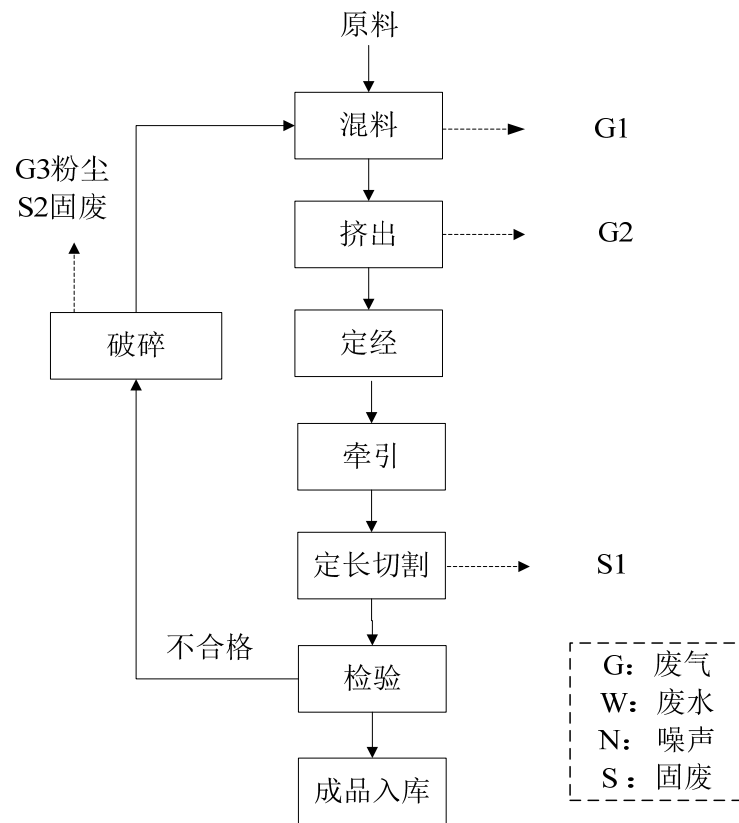 原料
混料
G1
G3粉尘
S2固废
挤出
G2
破碎
定经
牵引
定长切割
S1
不合格
检验
成品入库
G：废气
W：废水
N：噪声
S：固废